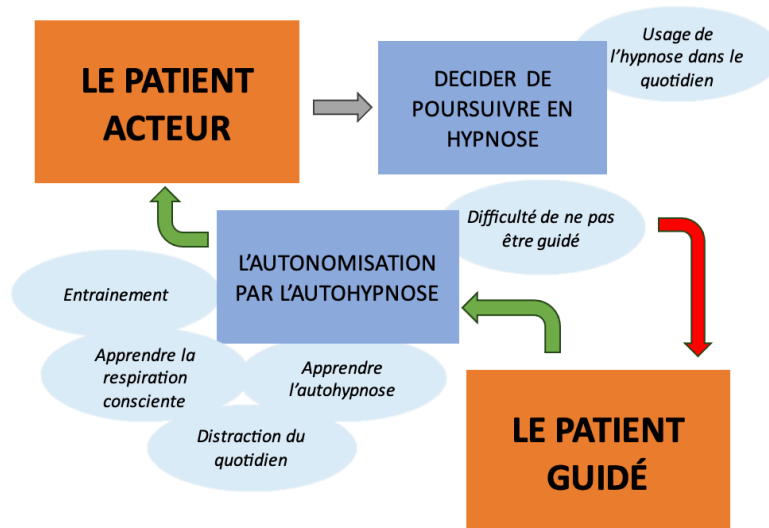 LE PATIENT
ACTEUR
DECIDER DE
POURSUIVRE EN
HYPNOSE
Usage de
l’hypnose dans le
quotidien
L’AUTONOMISATION
PAR L’AUTOHYPNOSE
Difficulté de ne pas
être guidé
Entrainement
Apprendre la
respiration
consciente
Apprendre
l’autohypnose
Distraction du
quotidien
LE PATIENT
GUIDÉ